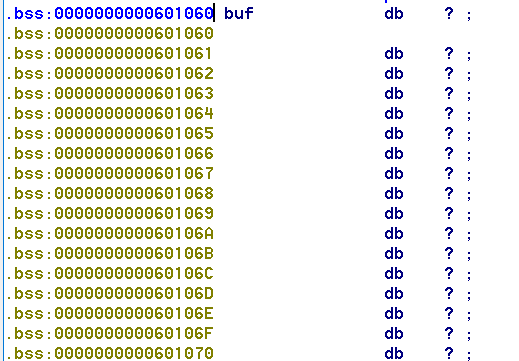 .bss:0000000000601060 buf db ? ;
.bss:0000000000601060
.bss:0000000000601061 db ? ;
.bss:0000000000601062 db ? ;
.bss:0000000000601063 db ? ;
.bss:0000000000601064 db ? ;
.bss:0000000000601065 db ? ;
.bss:0000000000601066 db ? ;
.bss:0000000000601067 db ? ;
.bss:0000000000601068 db ? ;
.bss:0000000000601069 db ? ;
.bss:000000000060106A db ? ;
.bss:000000000060106B db ? ;
.bss:000000000060106C db ? ;
.bss:000000000060106D db ? ;
.bss:000000000060106E db ? ;
.bss:000000000060106F db ? ;
.bss:0000000000601070 db ? ;